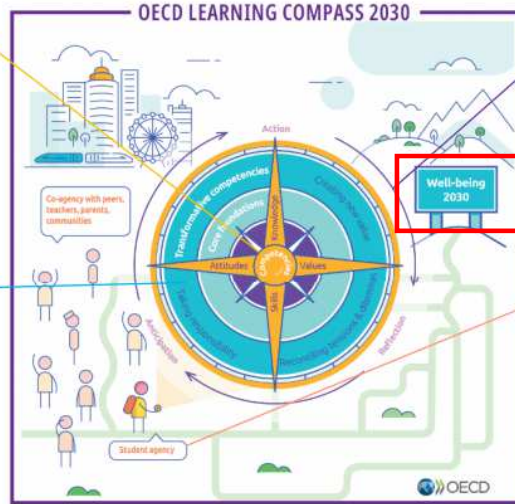 OECD LEARNING COMPASS 2030
Action
Well-being
2030
Transformative competencies
Creating new value
Core foundations
Knowledge
Co-agency with peers,
teachers, parents,
communities
Attitudes
Competencies
Values
Skills
Taking responsibility
Reconciling tensions & dilemmas
Anticipation
Reflection
Student agency
OECD